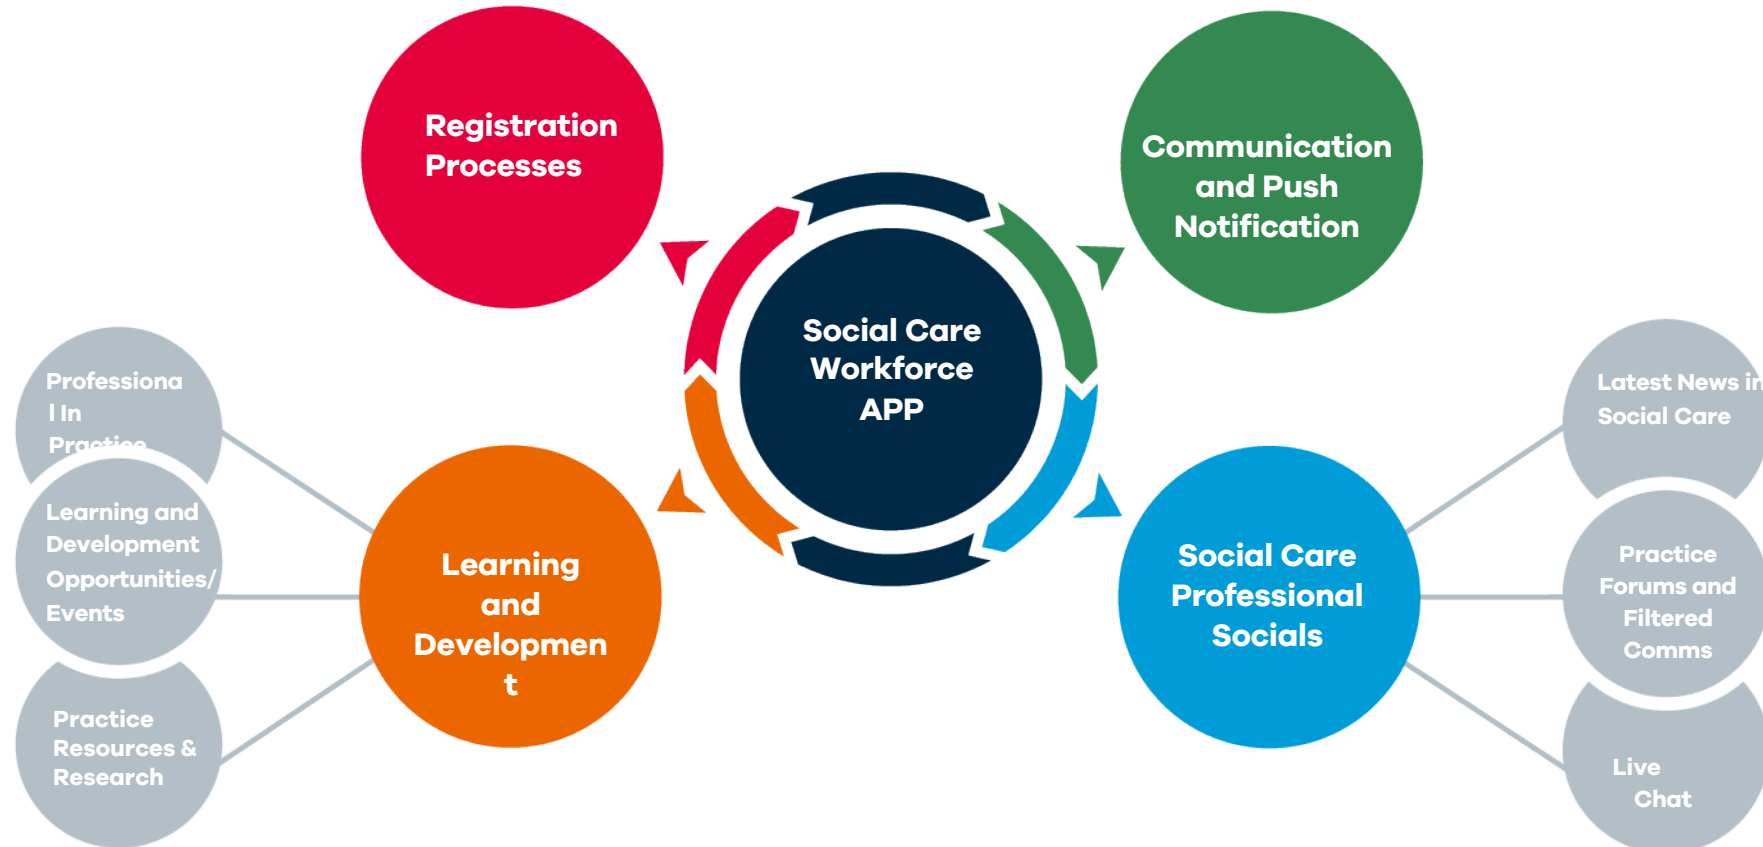 Registration
Processes
Communication
and Push
Notification
Social Care
Workforce
APP
Professiona
l In
Practice
Learning and
Development
Opportunities/
Events
Practice
Resources &
Research
Learning
and
Developmen
t
Social Care
Professional
Socials
Latest News in
Social Care
Practice
Forums and
Filtered
Comms
Live
Chat